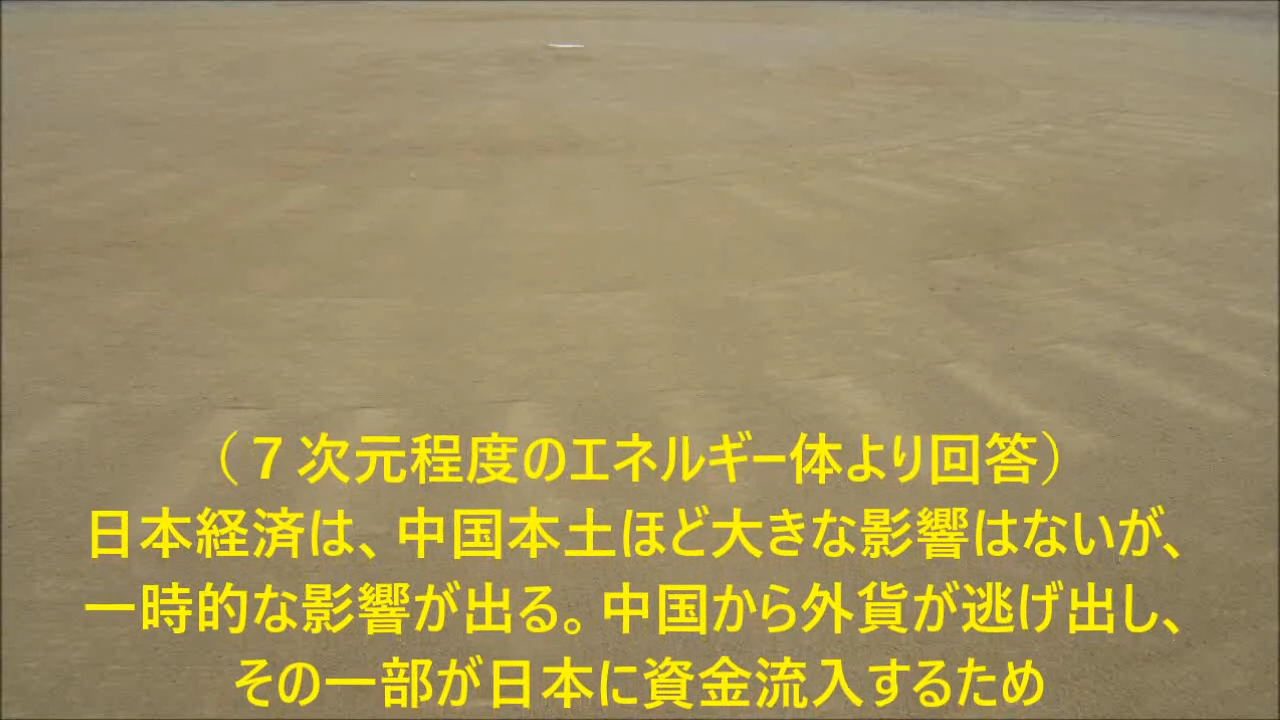 （７次元程度のエネルギー体より回答）
日本経済は、中国本土ほど大きな影響はないが、
一時的な影響が出る。中国から外貨が逃げ出し、
その一部が日本に資金流入するため